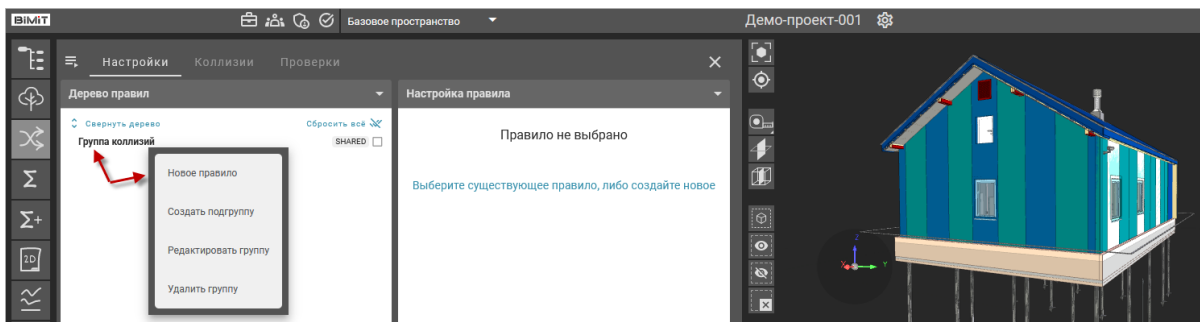 BIMIT
Базовое пространство
Демо-проект-001
Настройки Коллизии Проверки
Дерево правил
Настройка правила
Свернуть дерево Сбросить всё
Группа коллизий SHARED
Правило не выбрано
Выберите существующее правило, либо создайте новое
Новое правило
Создать подгруппу
Редактировать группу
Удалить группу
Σ
Σ+
2D
Z
X
Y